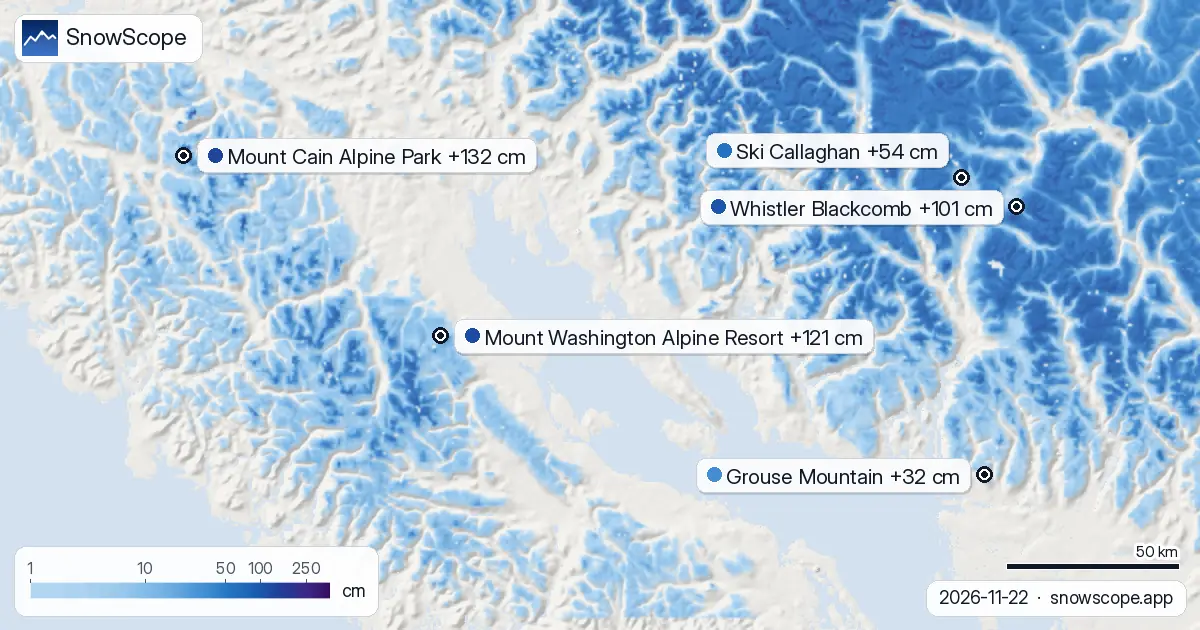 SnowScope
Mount Cain Alpine Park +132 cm
Ski Callaghan +54 cm
Whistler Blackcomb +101 cm
Mount Washington Alpine Resort +121 cm
Grouse Mountain +32 cm
1 10 50 100 250
cm
50 km
2026-11-22 · snowscope.app